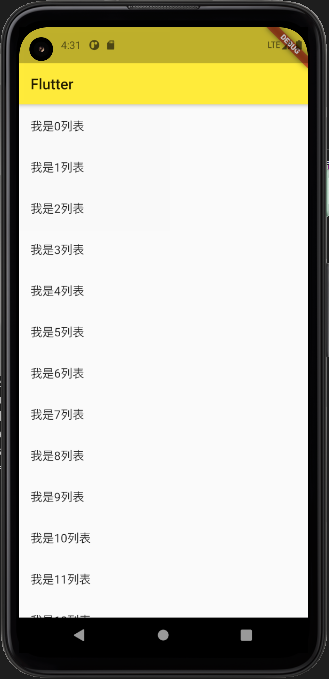 4:31
LTE
DEBUG
Flutter
我是0列表
我是1列表
我是2列表
我是3列表
我是4列表
我是5列表
我是6列表
我是7列表
我是8列表
我是9列表
我是10列表
我是11列表